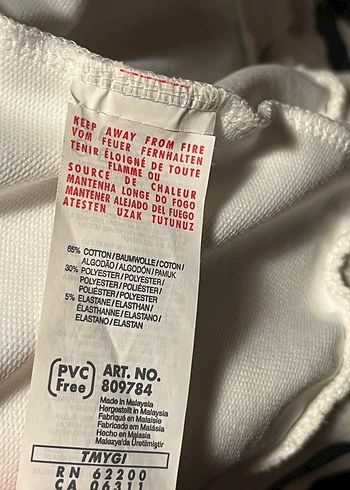 KEEP AWAY FROM FIRE
VOM FEUER FERNHALTEN
TENIR ÉLOIGNÉ DE TOUTE
FLAMME OU
SOURCE DE CHALEUR
MANTENHA LONGE DO FOGO
MANTENER ALEJADO DEL FUEGO
ATESTEN UZAK TUTUNUZ
65% COTTON / BAUMWOLLE / COTON /
ALGODÃO / ALGODÓN / PAMUK
30% POLYESTER / POLYESTER /
POLYESTER / POLIÉSTER /
POLIÉSTER / POLYESTER
5% ELASTANE / ELASTHAN /
ÉLASTHANNE / ELASTANO /
ELASTANO / ELASTAN
PVC Free ART. NO. 809784
Made in Malaysia
Hergestellt in Malaysia
Fabriqué en Malaisie
Fabricado em Malásia
Hecho en Malasia
Malezya'da Üretilmiştir
TMYGI
RN 62200
CA 06311